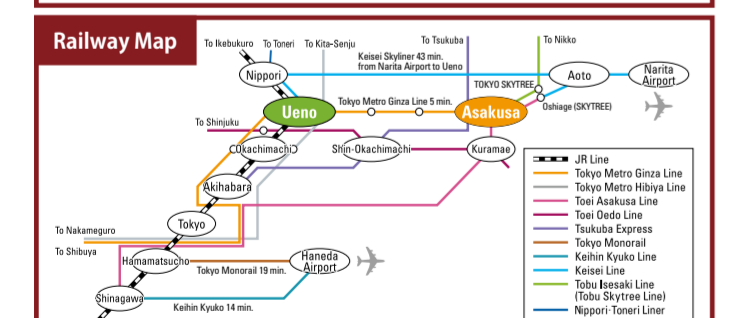 Railway Map
To Ikebukuro
To Toneri
To Kita-Senju
To Tsukuba
To Nikko
Keisei Skyliner 43 min.
from Narita Airport to Ueno
Nippori
Aoto
Narita
Airport
TOKYO SKYTREE
Oshiage (SKYTREE)
Tokyo Metro Ginza Line 5 min.
Ueno
Asakusa
To Shinjuku
Okachimachi
Shin-Okachimachi
Kuramae
Akihabara
Tokyo
To Nakameguro
To Shibuya
Hamamatsucho
Tokyo Monorail 19 min.
Haneda
Airport
Shinagawa
Keihin Kyuko 14 min.
JR Line
Tokyo Metro Ginza Line
Tokyo Metro Hibiya Line
Toei Asakusa Line
Toei Oedo Line
Tsukuba Express
Tokyo Monorail
Keihin Kyuko Line
Keisei Line
Tobu Isesaki Line
(Tobu Skytree Line)
Nippori-Toneri Liner